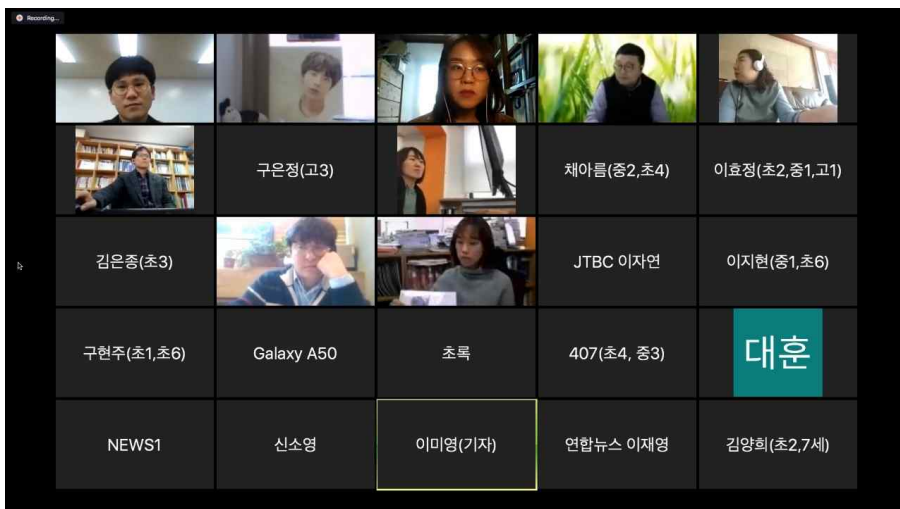 Recording...
구은정(고3)
채아름(중2,초4)
이효정(초2,중1,고1)
김은종(초3)
JTBC 이자연
이지현(중1,초6)
구현주(초1,초6)
Galaxy A50
초록
407(초4, 중3)
대훈
NEWS1
신소영
이미영(기자)
연합뉴스 이재영
김양희(초2,7세)